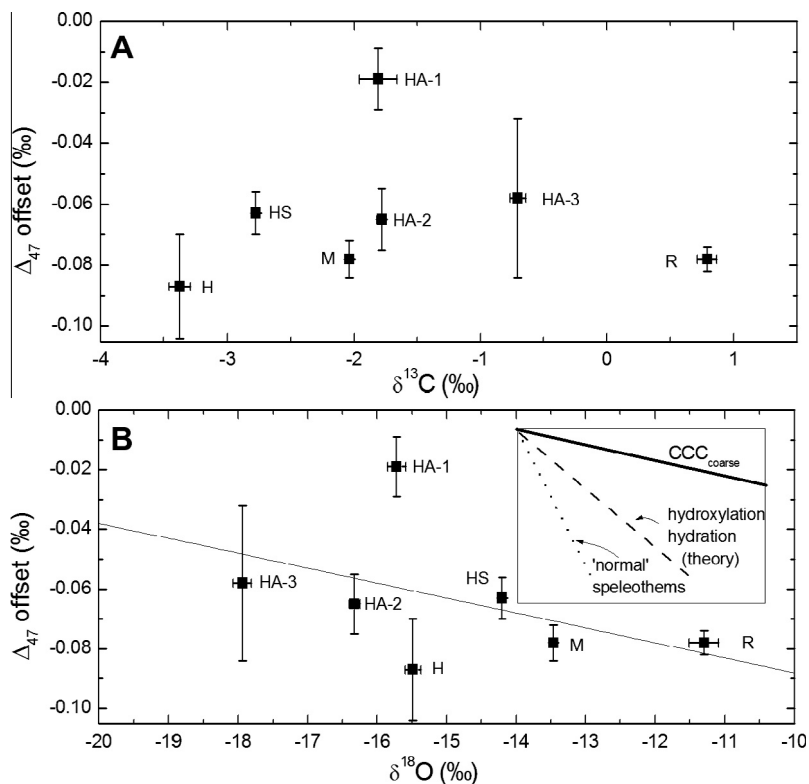 A
0.00
-0.02
-0.04
-0.06
-0.08
-0.10
Δ47 offset (‰)
HA-1
HS
HA-2
HA-3
M
H
R
-4 -3 -2 -1 0 1
δ13C (‰)
B
0.00
-0.02
-0.04
-0.06
-0.08
-0.10
Δ47 offset (‰)
HA-1
HA-3
HA-2
HS
H
M
R
CCCcoarse
hydroxylation
hydration
(theory)
'normal'
speleothems
-20 -19 -18 -17 -16 -15 -14 -13 -12 -11 -10
δ18O (‰)